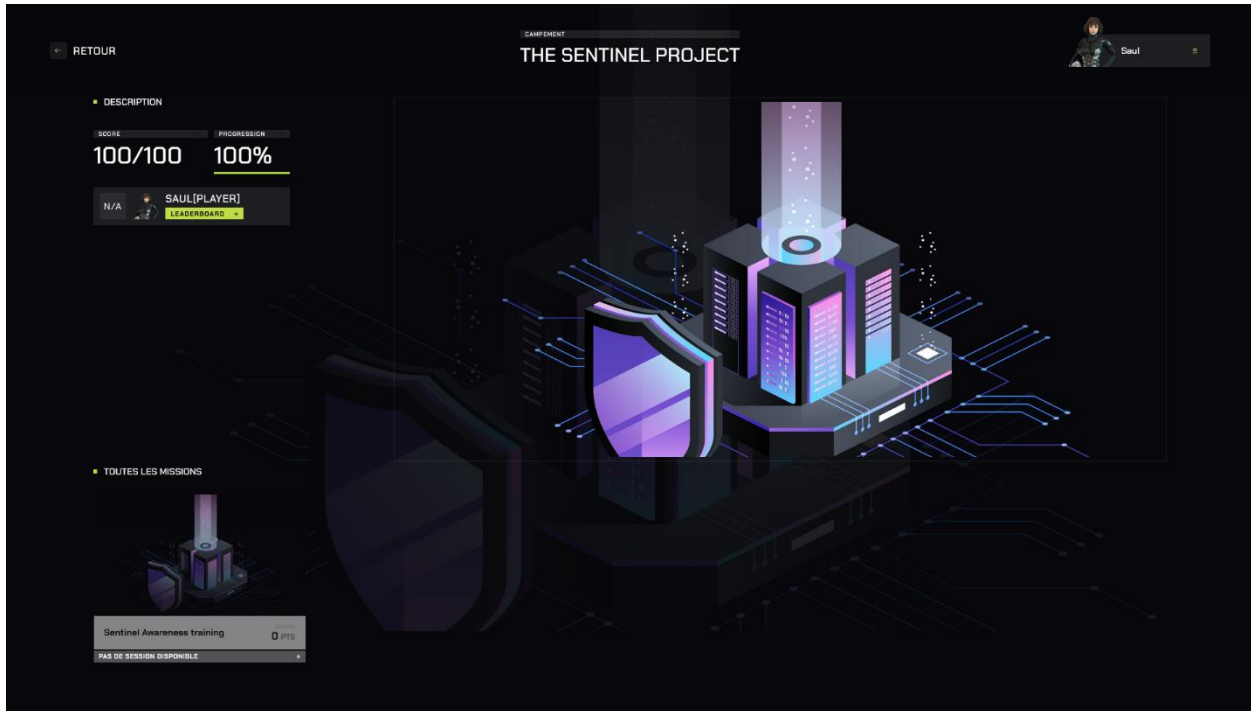 ← RETOUR
CAMPEMENT
THE SENTINEL PROJECT
Saul
DESCRIPTION
SCORE
100/100
PROGRESSION
100%
N/A
SAUL[PLAYER]
LEADERBOARD +
TOUTES LES MISSIONS
Sentinel Awareness training
0 PTS
PAS DE SESSION DISPONIBLE +